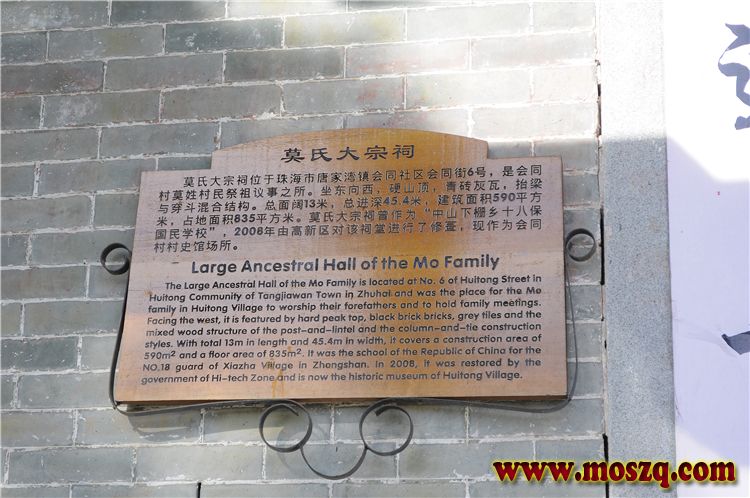 莫氏大宗祠
莫氏大宗祠位于珠海市唐家湾镇会同社区会同街6号，是会同
村莫姓村民祭祖议事之所。坐东向西，硬山顶，青砖灰瓦，抬梁
与穿斗混合结构。总面阔13米，总进深45.4米，建筑面积590平方
米，占地面积835平方米。莫氏大宗祠曾作为“中山下栅乡十八保
国民学校”，2008年由高新区对该祠堂进行了修葺，现作为会同
村村史馆场所。
Large Ancestral Hall of the Mo Family
The Large Ancestral Hall of the Mo Family is located at No. 6 of Huitong Street in
Huitong Community of Tangjiawan Town in Zhuhai and was the place for the Mo
family in Huitong Village to worship their forefathers and to hold family meetings.
Facing the west, it is featured by hard peak top, black brick bricks, grey tiles and the
mixed wood structure of the post-and-lintel and the column-and-tie construction
styles. With total 13m in length and 45.4m in width, it covers a construction area of
590m² and a floor area of 835m². It was the school of the Republic of China for the
NO.18 guard of Xiazha Village in Zhongshan. In 2008, it was restored by the
government of Hi-tech Zone and is now the historic museum of Huitong Village.
www.moszq.com